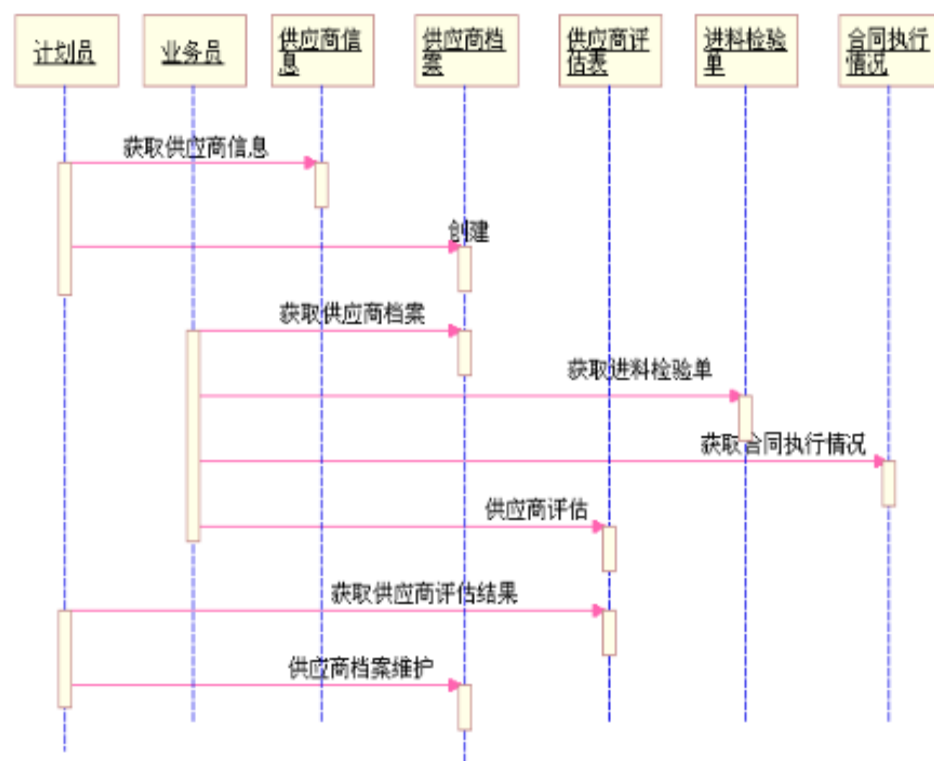 计划员
业务员
供应商信
息
供应商档
案
供应商评
估表
进料检验
单
合同执行
情况
获取供应商信息
创建
获取供应商档案
获取进料检验单
获取合同执行情况
供应商评估
获取供应商评估结果
供应商档案维护